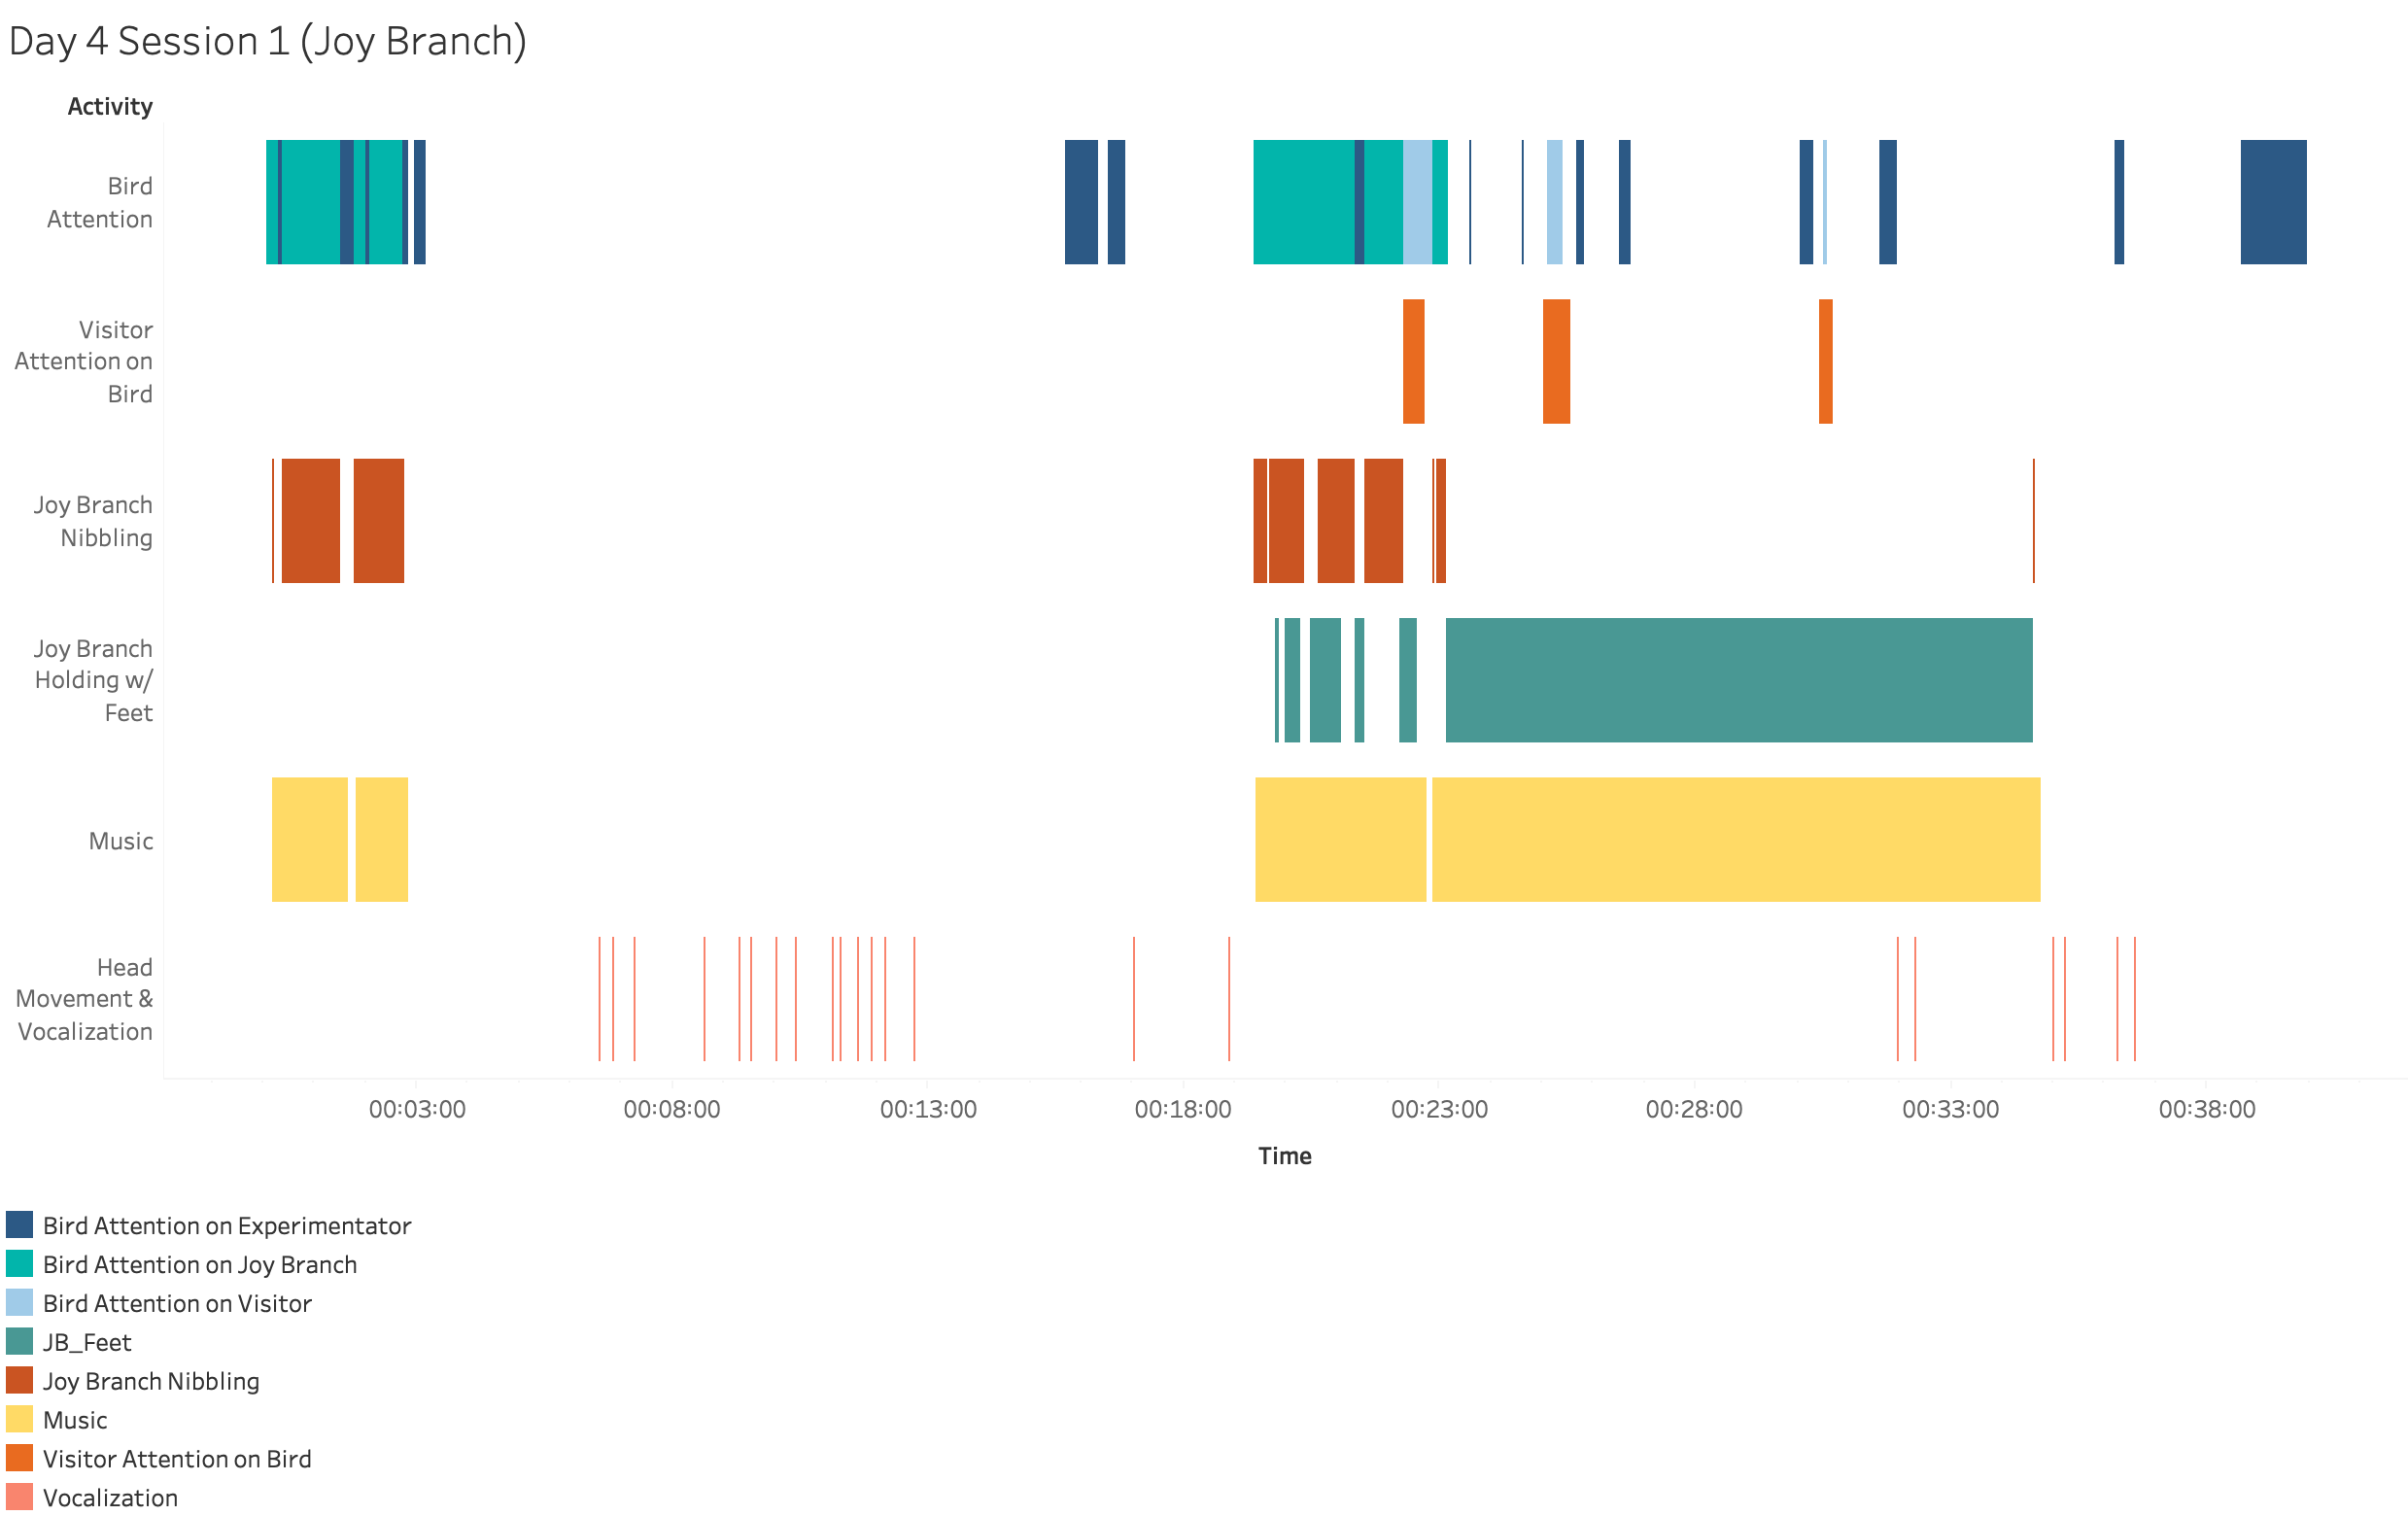 Day 4 Session 1 (Joy Branch)
Activity
Bird
Attention
Visitor
Attention on
Bird
Joy Branch
Nibbling
Joy Branch
Holding w/
Feet
Music
Head
Movement &
Vocalization
00:03:00 00:08:00 00:13:00 00:18:00 00:23:00 00:28:00 00:33:00 00:38:00
Time
Bird Attention on Experimentator
Bird Attention on Joy Branch
Bird Attention on Visitor
JB_Feet
Joy Branch Nibbling
Music
Visitor Attention on Bird
Vocalization